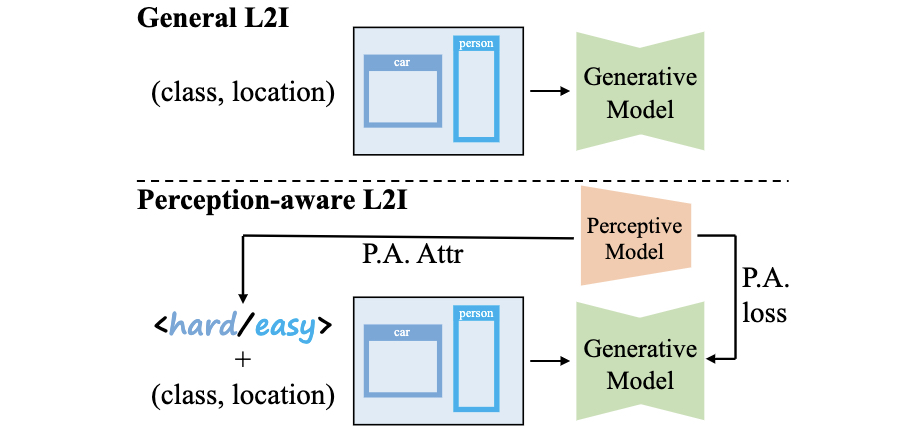 General L2I
(class, location)
car
person
Generative
Model
Perception-aware L2I
Perceptive
Model
P.A. Attr
P.A.
loss
<hard/easy>
+
(class, location)
car
person
Generative
Model